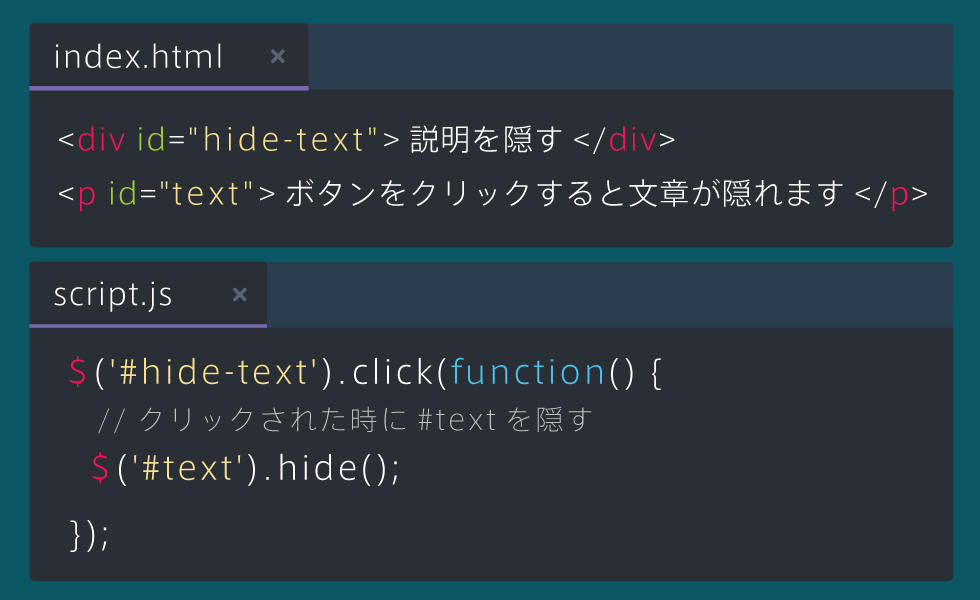 index.html ×
<div id="hide-text"> 説明を隠す </div>
<p id="text"> ボタンをクリックすると文章が隠れます </p>
script.js ×
$('#hide-text').click(function() {
// クリックされた時に #text を隠す
$('#text').hide();
});